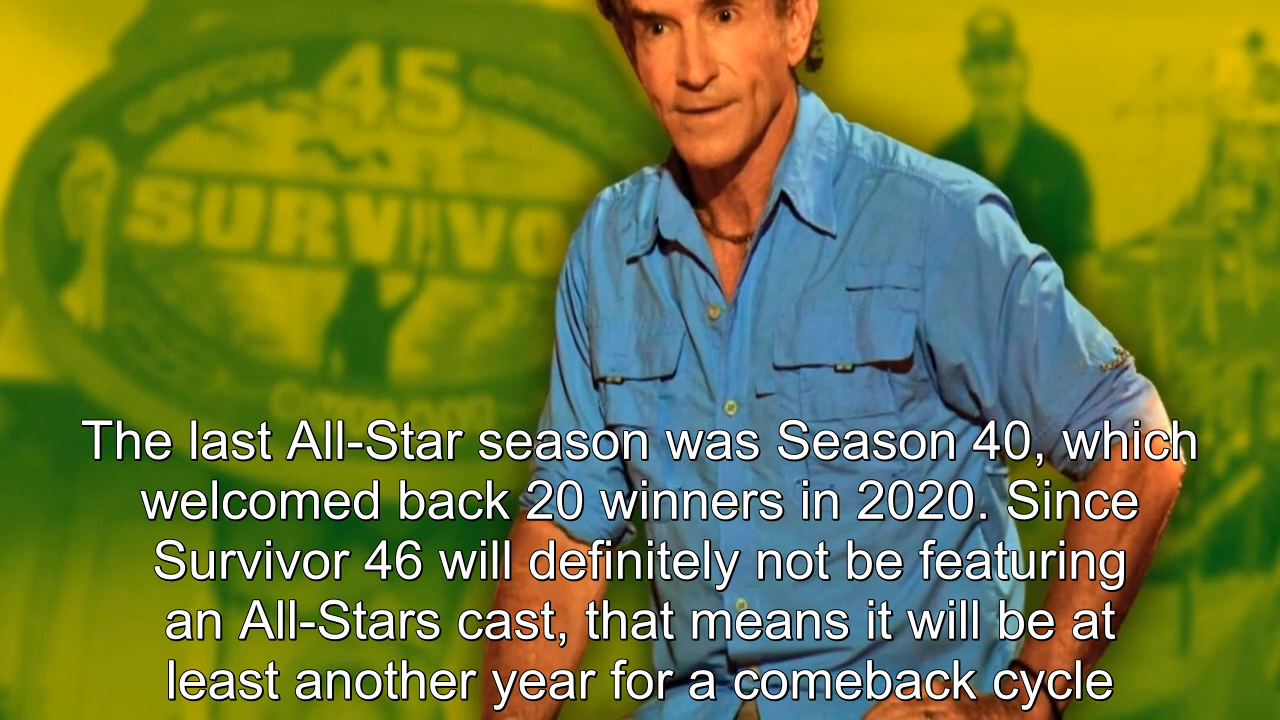 45
SURVIVO
The last All-Star season was Season 40, which
welcomed back 20 winners in 2020. Since
Survivor 46 will definitely not be featuring
an All-Stars cast, that means it will be at
least another year for a comeback cycle